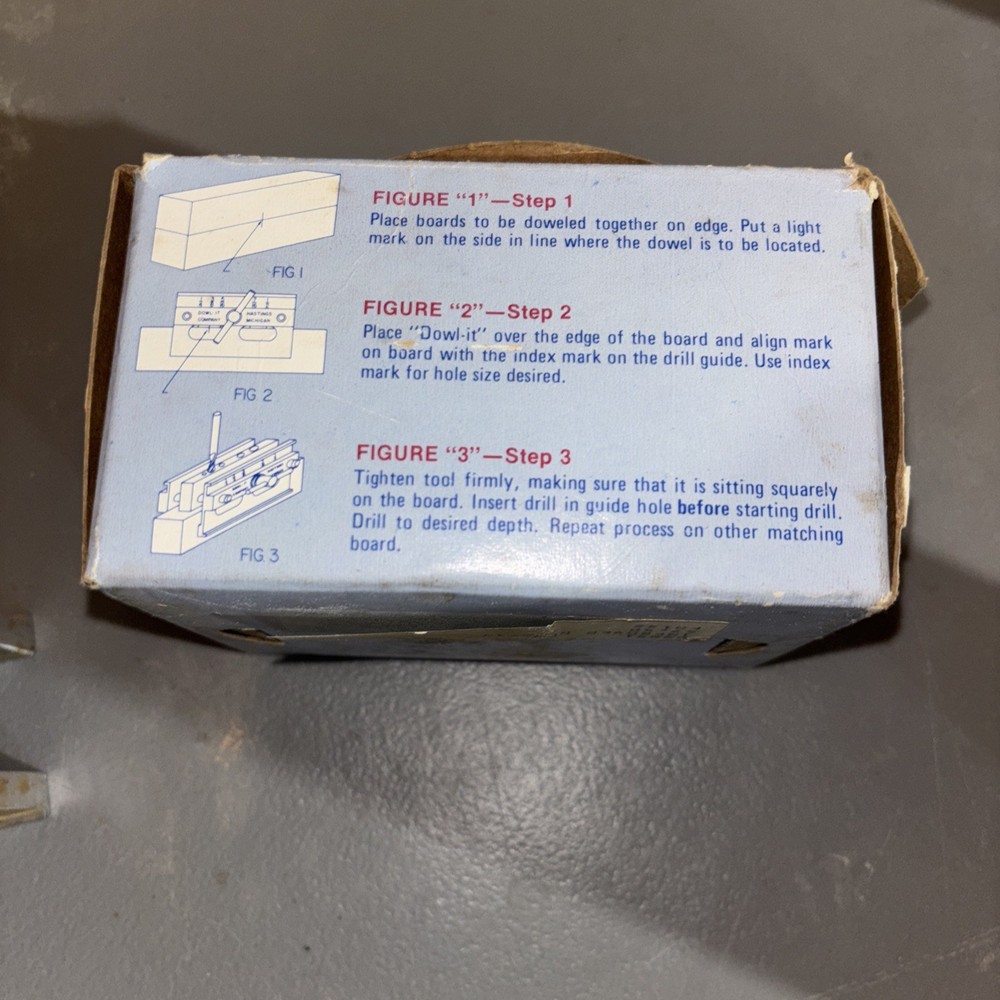 FIGURE "1"—Step 1
Place boards to be doweled together on edge. Put a light
mark on the side in line where the dowel is to be located.
FIG 1
FIGURE "2"—Step 2
Place "Dowl-it" over the edge of the board and align mark
on board with the index mark on the drill guide. Use index
mark for hole size desired.
DOWL IT
COMPANY
HASTINGS
MICHIGAN
FIG 2
FIGURE "3"—Step 3
Tighten tool firmly, making sure that it is sitting squarely
on the board. Insert drill in guide hole before starting drill.
Drill to desired depth. Repeat process on other matching
board.
FIG 3